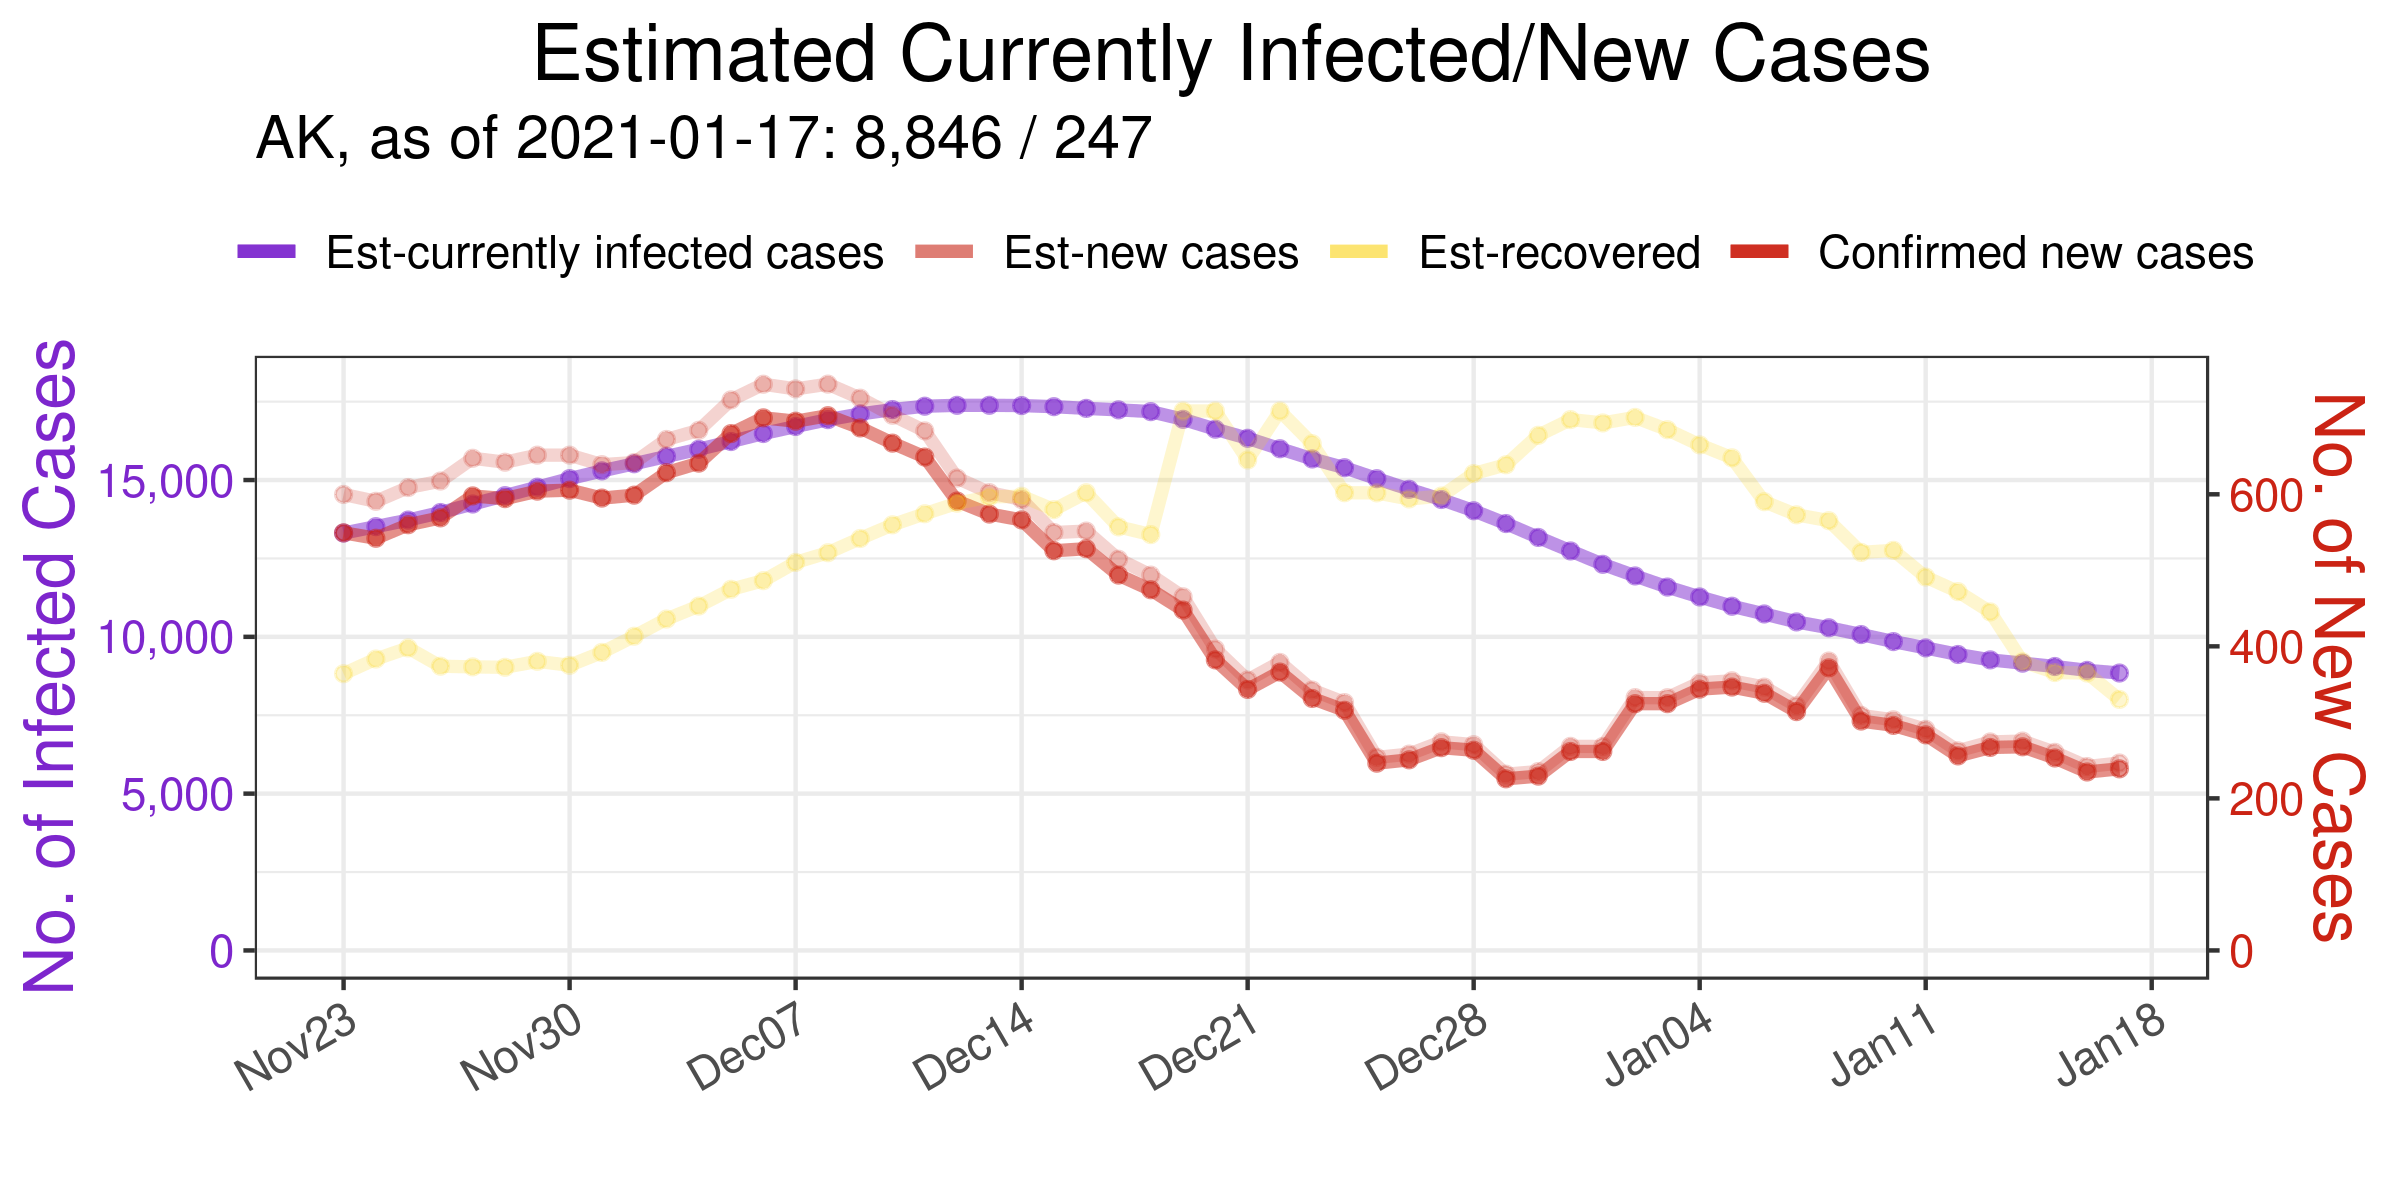 Estimated Currently Infected/New Cases
AK, as of 2021-01-17: 8,846 / 247
Est-currently infected cases Est-new cases Est-recovered Confirmed new cases
No. of Infected Cases
15,000
10,000
5,000
0
600
400
200
0
No. of New Cases
Nov23 Nov30 Dec07 Dec14 Dec21 Dec28 Jan04 Jan11 Jan18